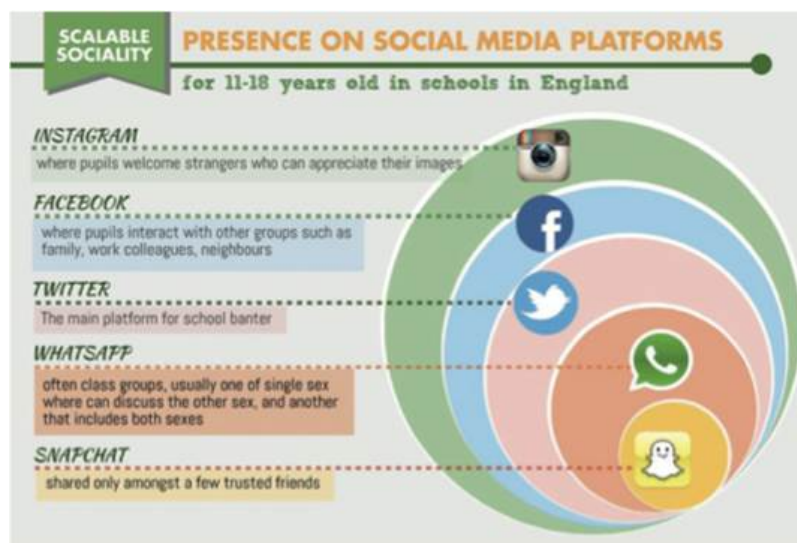 SCALABLE
SOCIALITY
PRESENCE ON SOCIAL MEDIA PLATFORMS
for 11-18 years old in schools in England
INSTAGRAM
where pupils welcome strangers who can appreciate their images
FACEBOOK
where pupils interact with other groups such as
family, work colleagues, neighbours
TWITTER
The main platform for school banter
WHATSAPP
often class groups, usually one of single sex
where can discuss the other sex, and another
that includes both sexes
SNAPCHAT
shared only amongst a few trusted friends